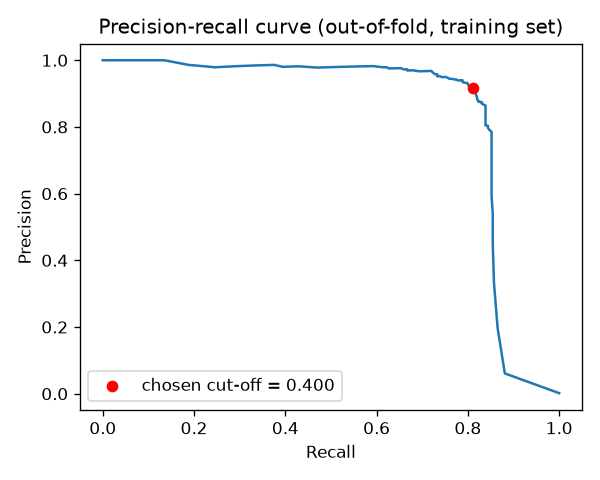 Precision-recall curve (out-of-fold, training set)
1.0
0.8
0.6
0.4
0.2
0.0
Precision
chosen cut-off = 0.400
0.0 0.2 0.4 0.6 0.8 1.0
Recall